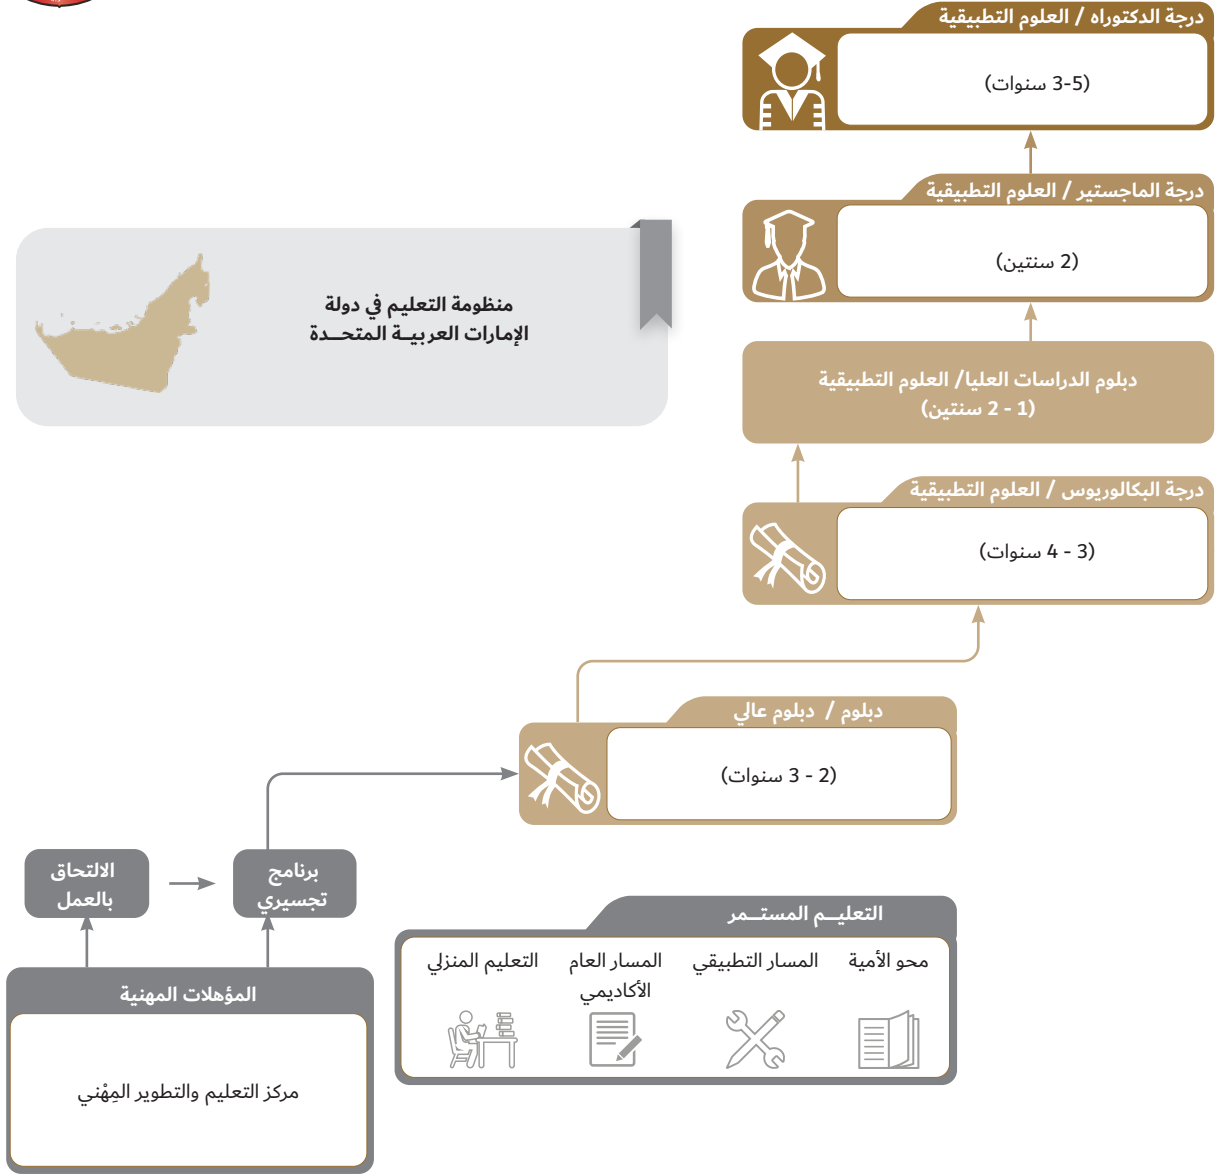 درجة الدكتوراه / العلوم التطبيقية
(3-5 سنوات)
درجة الماجستير / العلوم التطبيقية
(2 سنتين)
منظومة التعليم في دولة
الإمارات العربيــة المتحــدة
دبلوم الدراسات العليا/ العلوم التطبيقية
(1 - 2 سنتين)
درجة البكالوريوس / العلوم التطبيقية
(3 - 4 سنوات)
دبلوم / دبلوم عالي
(2 - 3 سنوات)
برنامج
تجسيري
الالتحاق
بالعمل
التعليــم المستــمر
محو الأمية
المسار التطبيقي
المسار العام
الأكاديمي
التعليم المنزلي
المؤهلات المهنية
مركز التعليم والتطوير المِهْني